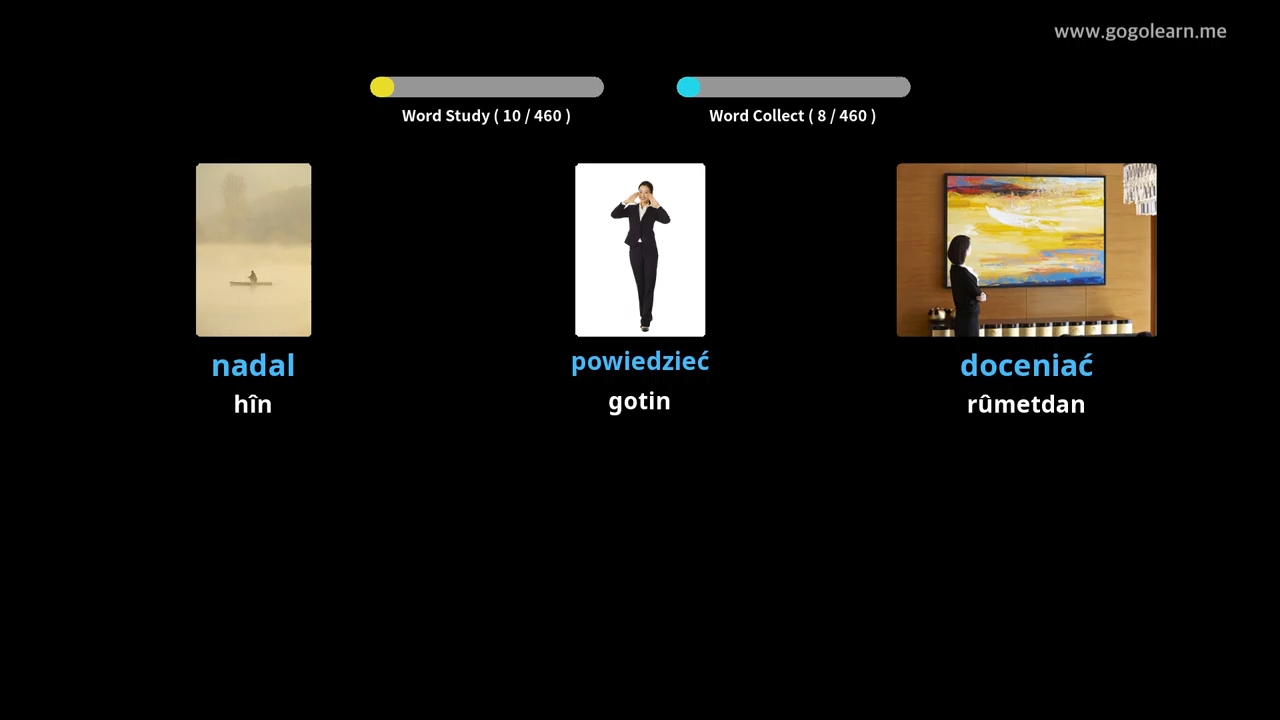 www.gogolearn.me
Word Study ( 10 / 460 )
Word Collect ( 8 / 460 )
nadal
powiedzieć
doceniać
hîn
gotin
rûmetdan